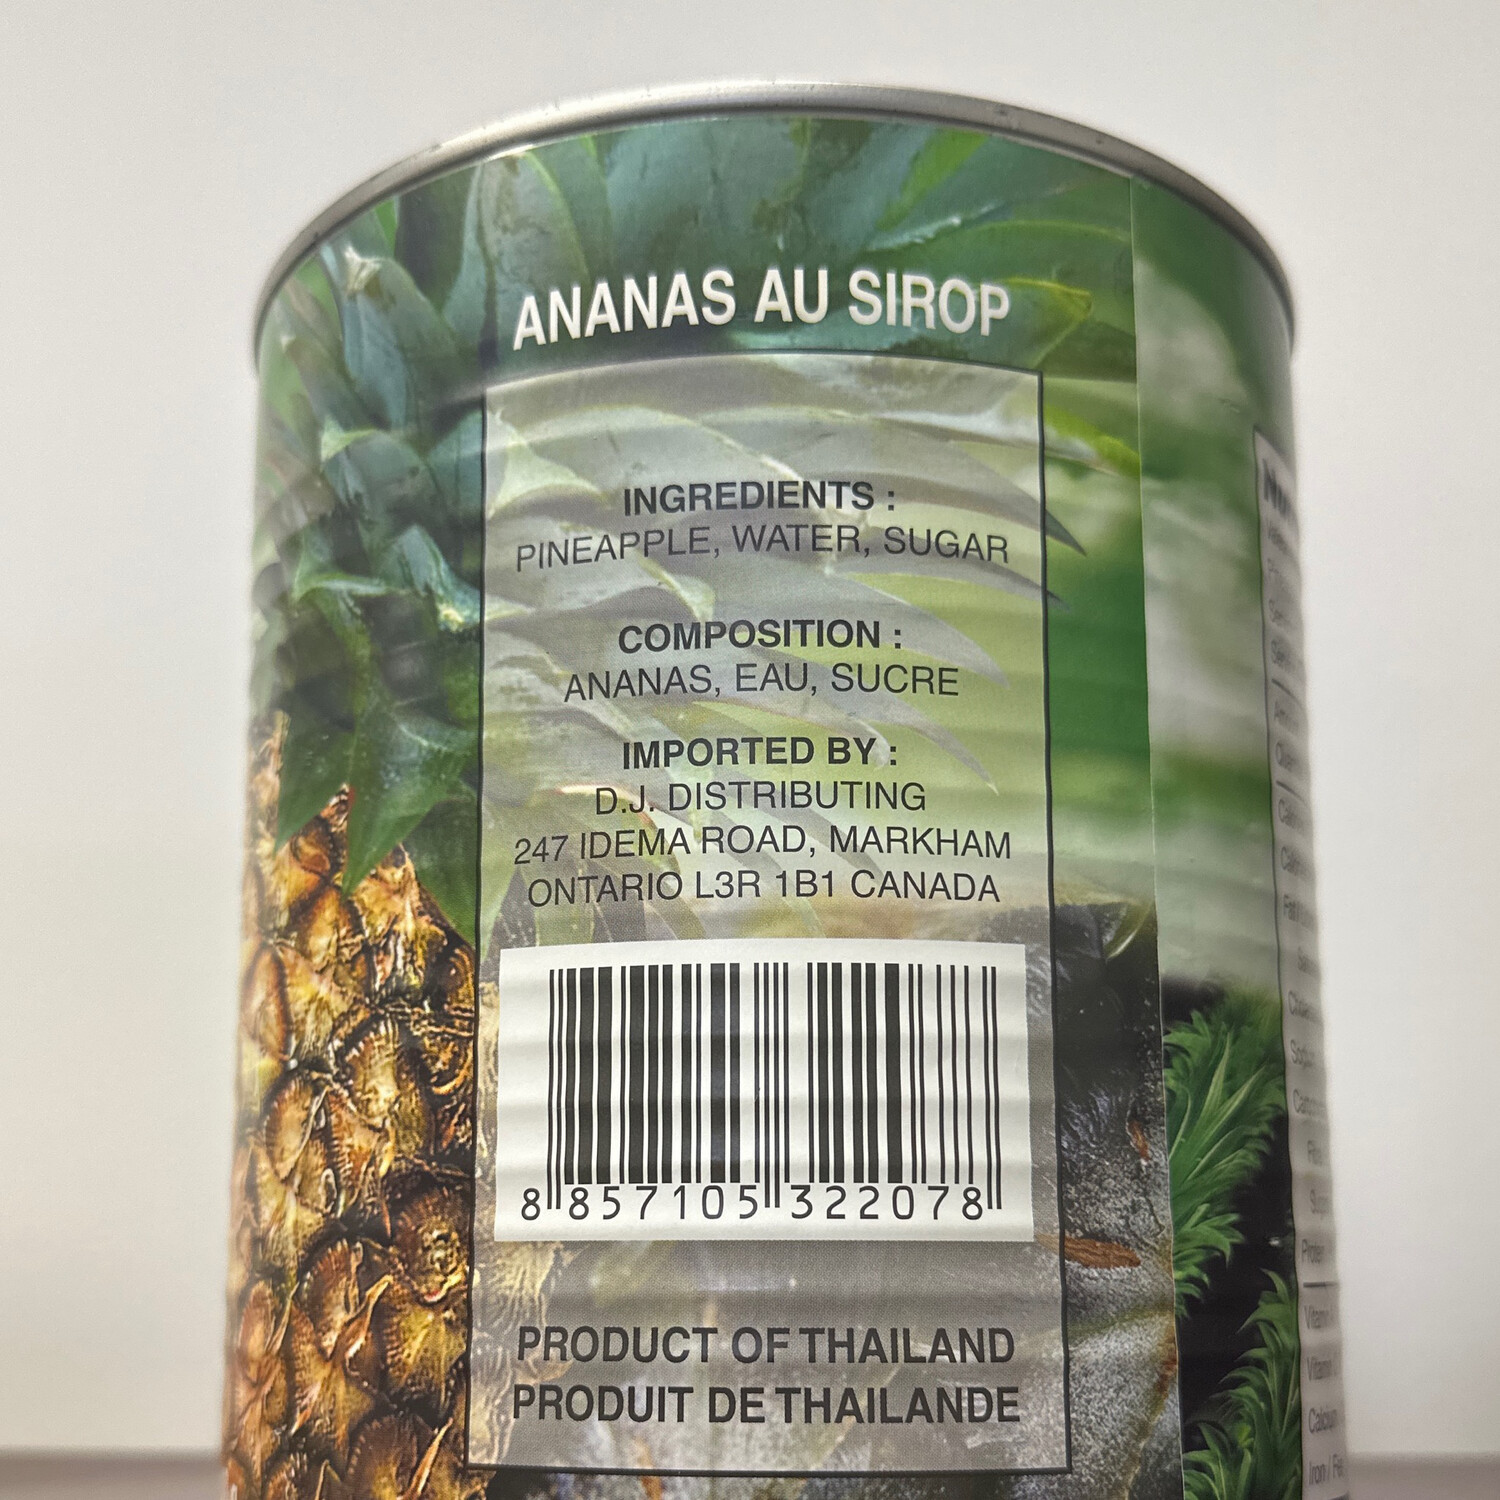 ANANAS AU SIROP
INGREDIENTS :
PINEAPPLE, WATER, SUGAR
COMPOSITION :
ANANAS, EAU, SUCRE
IMPORTED BY :
D.J. DISTRIBUTING
247 IDEMA ROAD, MARKHAM
ONTARIO L3R 1B1 CANADA
8 857105 322078
PRODUCT OF THAILAND
PRODUIT DE THAILANDE